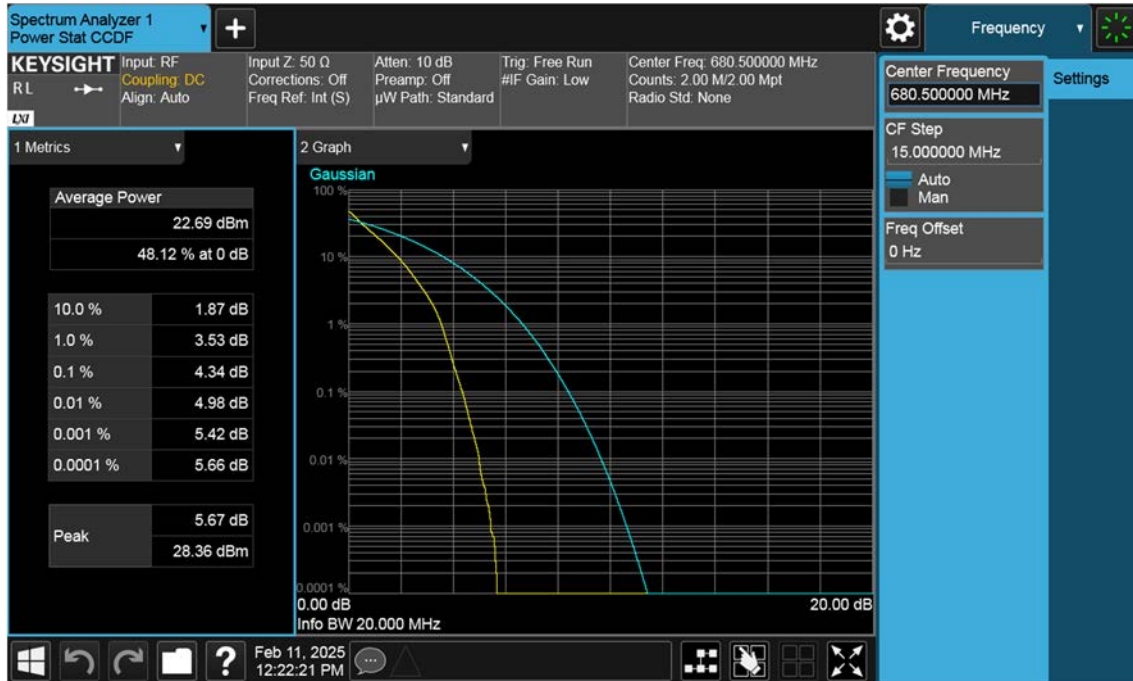 Spectrum Analyzer 1
Power Stat CCDF
+
Frequency
KEYSIGHT
RL
LXI
Input: RF
Coupling: DC
Align: Auto
Input Z: 50 Ω
Corrections: Off
Freq Ref: Int (S)
Atten: 10 dB
Preamp: Off
µW Path: Standard
Trig: Free Run
#IF Gain: Low
Center Freq: 680.500000 MHz
Counts: 2.00 M/2.00 Mpt
Radio Std: None
Center Frequency
680.500000 MHz
Settings
CF Step
15.000000 MHz
Auto
Man
Freq Offset
0 Hz
1 Metrics
Average Power
22.69 dBm
48.12 % at 0 dB
10.0 % 1.87 dB
1.0 % 3.53 dB
0.1 % 4.34 dB
0.01 % 4.98 dB
0.001 % 5.42 dB
0.0001 % 5.66 dB
Peak
5.67 dB
28.36 dBm
2 Graph
Gaussian
100 %
10 %
1 %
0.1 %
0.01 %
0.001 %
0.0001 %
0.00 dB 20.00 dB
Info BW 20.000 MHz
?
Feb 11, 2025
12:22:21 PM